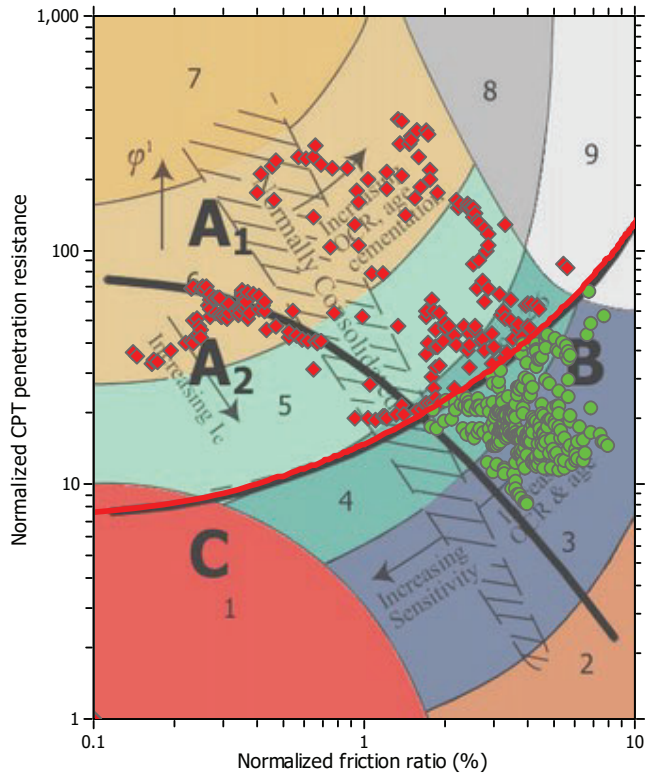 1,000
7
8
9
φ'
A1
Increasing
OCR, age
cementation
Normally Consolidated
100
6
A2
Increasing Ic
B
5
10
4
Increasing
OCR & age
3
C
Increasing
Sensitivity
1
2
1
0.1
1
10
Normalized friction ratio (%)
Normalized CPT penetration resistance